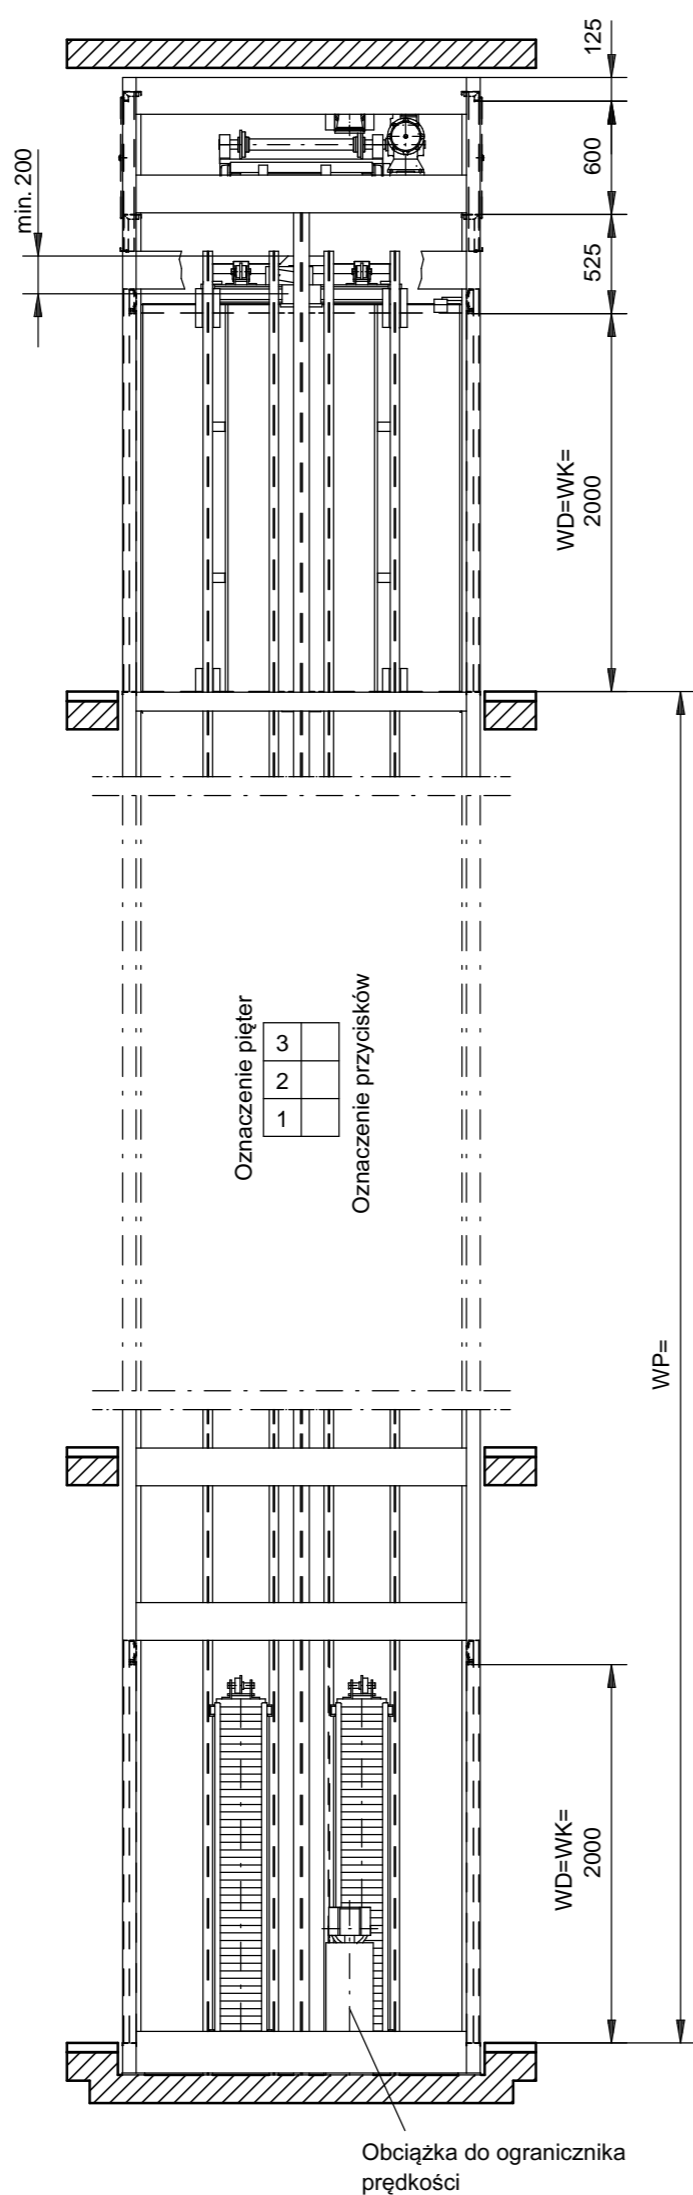 125
600
525
min. 200
WD=WK=
2000
Oznaczenie pięter
3
2
1
Oznaczenie przycisków
WP=
WD=WK=
2000
Obciążka do ogranicznika
prędkości